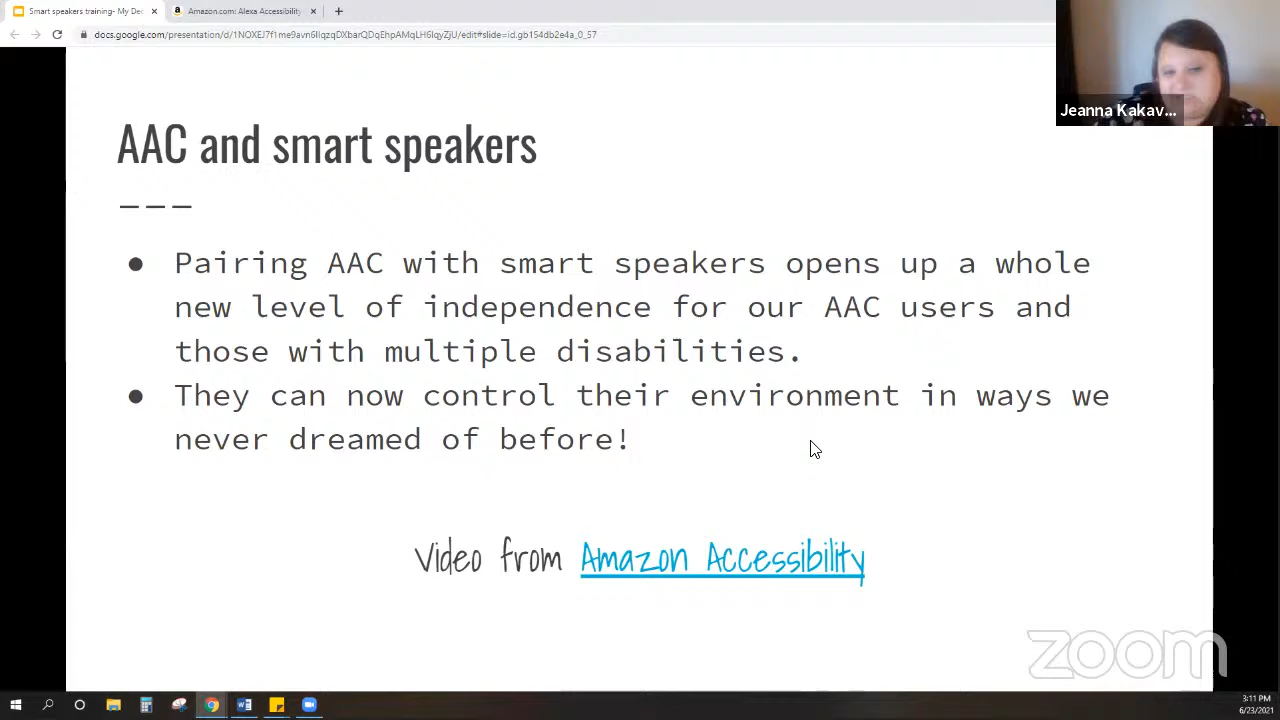 Smart speakers training- My De
Amazon.com: Alexa Accessibility
docs.google.com/presentation/d/1NOXEJ7f1me9avn6IlqzqDXbnQDqEhpAMqLH6IqyZjU/edit#slide=id.gb154db2e4a_0_57
Jeanna Kakav...
AAC and smart speakers
———
● Pairing AAC with smart speakers opens up a whole
new level of independence for our AAC users and
those with multiple disabilities.
● They can now control their environment in ways we
never dreamed of before!
Video from Amazon Accessibility
zoom
3:11 PM
6/23/2021